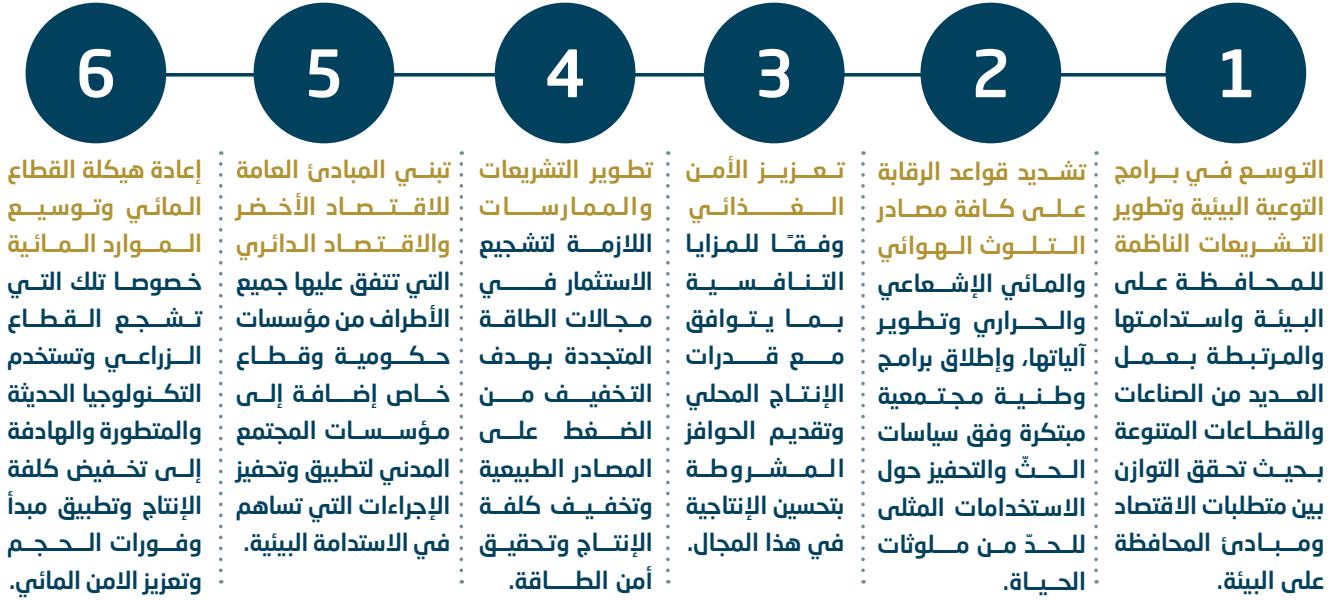 1
التوسع في برامج
التوعية البيئية وتطوير
التشريعات الناظمة
للمحافظة على
البيئة واستدامتها
والمرتبطة بعمل
العديد من الصناعات
والقطاعات المتنوعة
بحيث تحقق التوازن
بين متطلبات الاقتصاد
ومبادئ المحافظة
على البيئة.
2
تشديد قواعد الرقابة
على كافة مصادر
التلوث الهوائي
والمائي الإشعاعي
والحراري وتطوير
آلياتها، وإطلاق برامج
وطنية مجتمعية
مبتكرة وفق سياسات
الحثّ والتحفيز حول
الاستخدامات المثلى
للحدّ من ملوثات
الحياة.
3
تعزيز الأمن
الغذائي
وفقًا للمزايا
التنافسية
بما يتوافق
مع قدرات
الإنتاج المحلي
وتقديم الحوافز
المشروطة
بتحسين الإنتاجية
في هذا المجال.
4
تطوير التشريعات
والممارسات
اللازمة لتشجيع
الاستثمار في
مجالات الطاقة
المتجددة بهدف
التخفيف من
الضغط على
المصادر الطبيعية
وتخفيف كلفة
الإنتاج وتحقيق
أمن الطاقة.
5
تبني المبادئ العامة
للاقتصاد الأخضر
والاقتصاد الدائري
التي تتفق عليها جميع
الأطراف من مؤسسات
حكومية وقطاع
خاص إضافة إلى
مؤسسات المجتمع
المدني لتطبيق وتحفيز
الإجراءات التي تساهم
في الاستدامة البيئية.
6
إعادة هيكلة القطاع
المائي وتوسيع
الموارد المائية
خصوصا تلك التي
تشجع القطاع
الزراعي وتستخدم
التكنولوجيا الحديثة
والمتطورة والهادفة
إلى تخفيض كلفة
الإنتاج وتطبيق مبدأ
وفورات الحجم
وتعزيز الامن المائي.